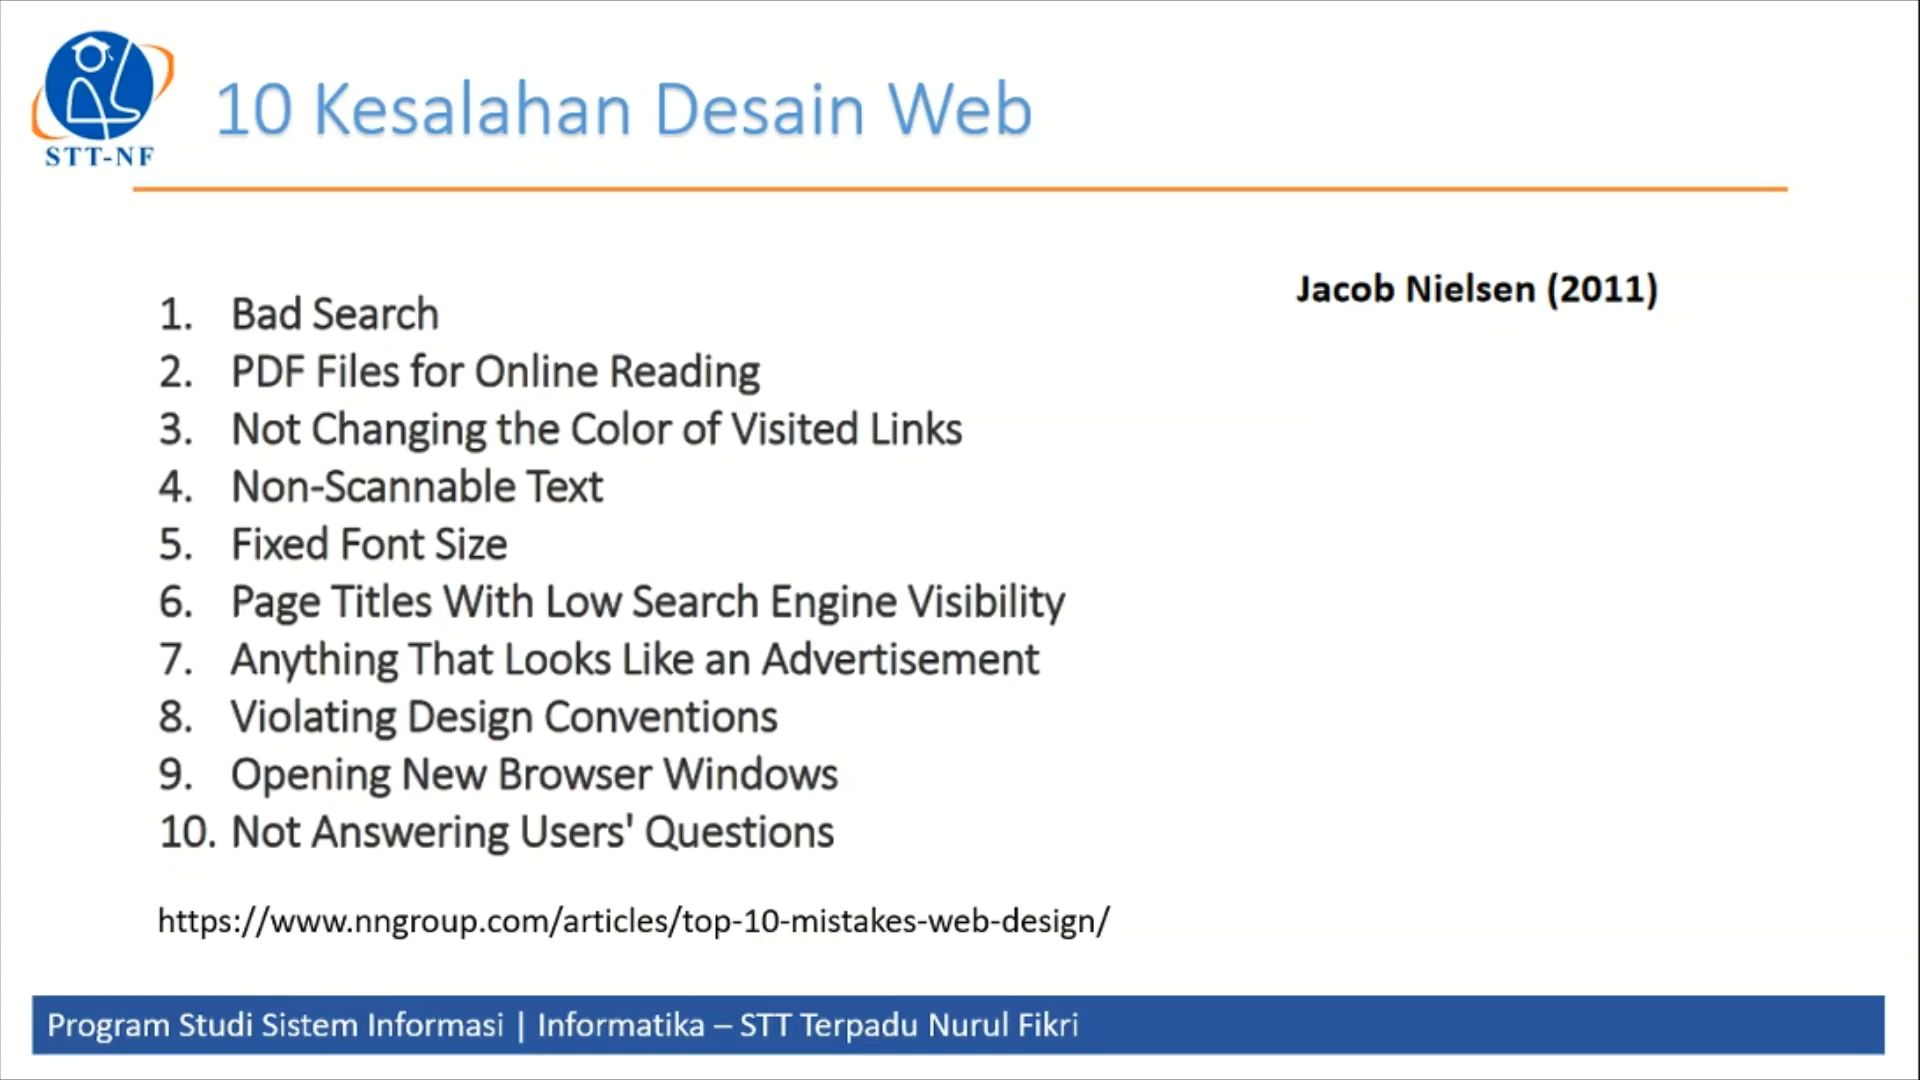 STT-NF
10 Kesalahan Desain Web
Jacob Nielsen (2011)
1. Bad Search
2. PDF Files for Online Reading
3. Not Changing the Color of Visited Links
4. Non-Scannable Text
5. Fixed Font Size
6. Page Titles With Low Search Engine Visibility
7. Anything That Looks Like an Advertisement
8. Violating Design Conventions
9. Opening New Browser Windows
10. Not Answering Users' Questions
https://www.nngroup.com/articles/top-10-mistakes-web-design/
Program Studi Sistem Informasi | Informatika – STT Terpadu Nurul Fikri